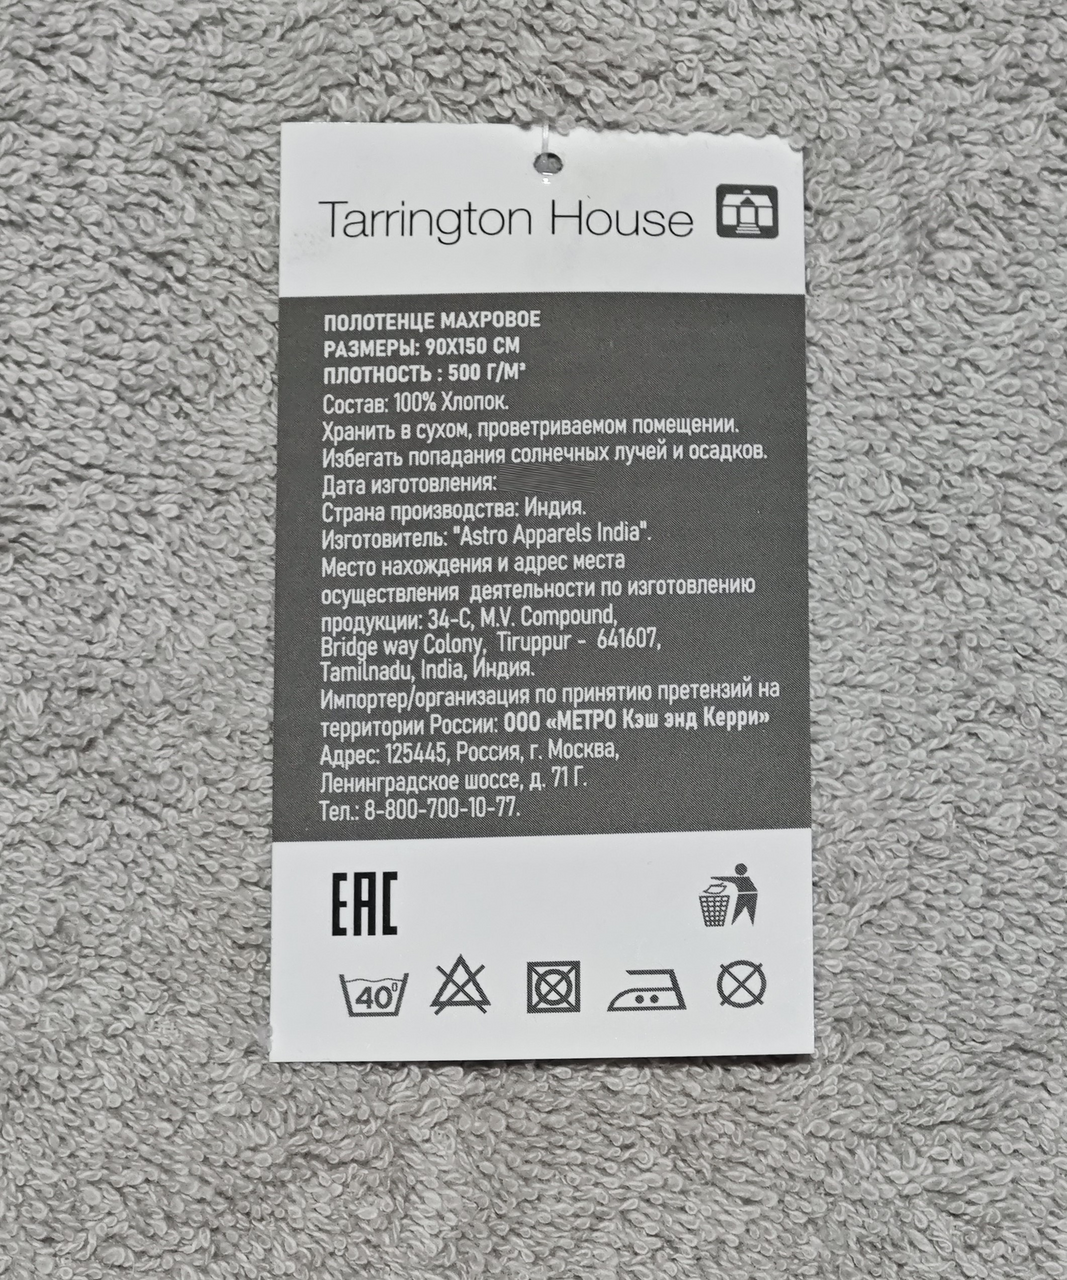 Tarrington House
ПОЛОТЕНЦЕ МАХРОВОЕ
РАЗМЕРЫ: 90Х150 СМ
ПЛОТНОСТЬ : 500 Г/М²
Состав: 100% Хлопок.
Хранить в сухом, проветриваемом помещении.
Избегать попадания солнечных лучей и осадков.
Дата изготовления:
Страна производства: Индия.
Изготовитель: "Astro Apparels India".
Место нахождения и адрес места
осуществления деятельности по изготовлению
продукции: 34-C, M.V. Compound,
Bridge way Colony, Tiruppur - 641607,
Tamilnadu, India, Индия.
Импортер/организация по принятию претензий на
территории России: ООО «МЕТРО Кэш энд Керри»
Адрес: 125445, Россия, г. Москва,
Ленинградское шоссе, д. 71 Г.
Тел.: 8-800-700-10-77.
EAC
40⁰